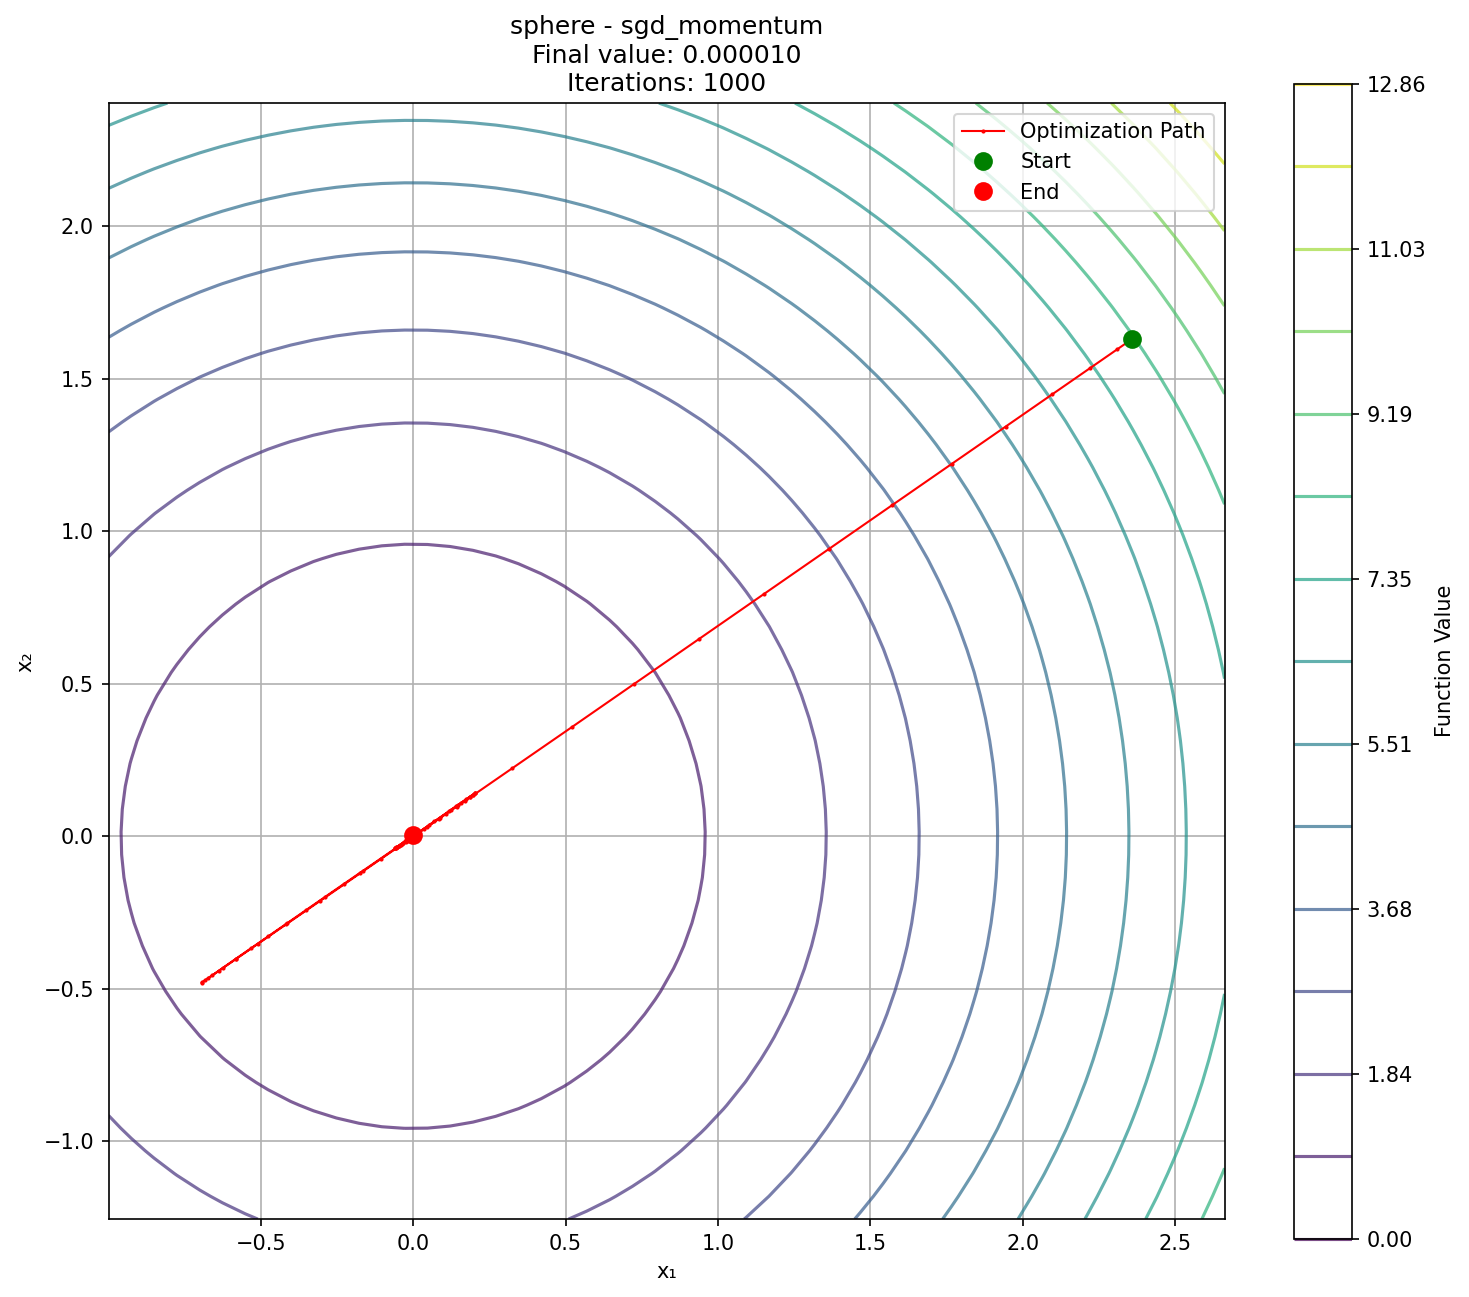 sphere - sgd_momentum
Final value: 0.000010
Iterations: 1000
Optimization Path
Start
End
2.0
1.5
1.0
0.5
0.0
−0.5
−1.0
x₂
−0.5
0.0
0.5
1.0
1.5
2.0
2.5
x₁
12.86
11.03
9.19
7.35
5.51
3.68
1.84
0.00
Function Value